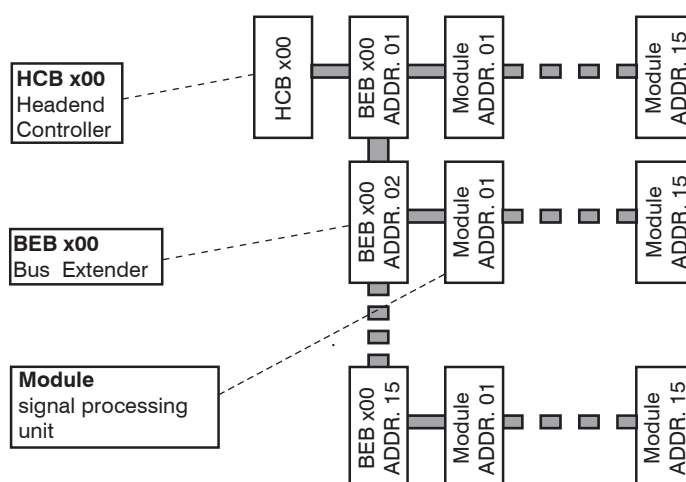 HCB x00
Headend
Controller
BEB x00
Bus Extender
Module
signal processing
unit
HCB x00
BEB x00
ADDR. 01
Module
ADDR. 01
Module
ADDR. 15
BEB x00
ADDR. 02
Module
ADDR. 01
Module
ADDR. 15
BEB x00
ADDR. 15
Module
ADDR. 01
Module
ADDR. 15